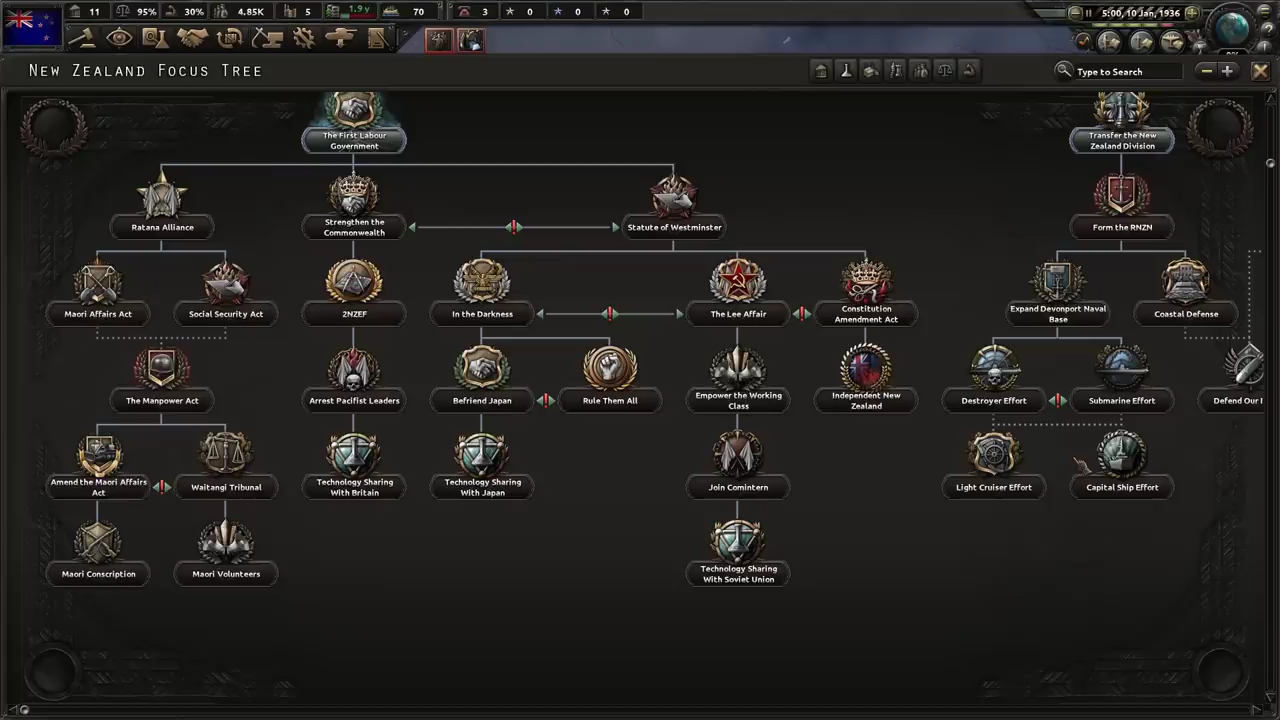 11 95% 30% 4.85K 5 1.9 y 70 3 0 0 0 5:00, 10 Jan, 1936
New Zealand Focus Tree
Type to Search
The First Labour
Government
Transfer the New
Zealand Division
Ratana Alliance
Strengthen the
Commonwealth
Statute of Westminster
Form the RNZN
Maori Affairs Act
Social Security Act
2NZEF
In the Darkness
The Lee Affair
Constitution
Amendment Act
Expand Devonport Naval
Base
Coastal Defense
The Manpower Act
Arrest Pacifist Leaders
Befriend Japan
Rule Them All
Empower the Working
Class
Independent New
Zealand
Destroyer Effort
Submarine Effort
Defend Our
Amend the Maori Affairs
Act
Waitangi Tribunal
Technology Sharing
With Britain
Technology Sharing
With Japan
Join Comintern
Light Cruiser Effort
Capital Ship Effort
Maori Conscription
Maori Volunteers
Technology Sharing
With Soviet Union